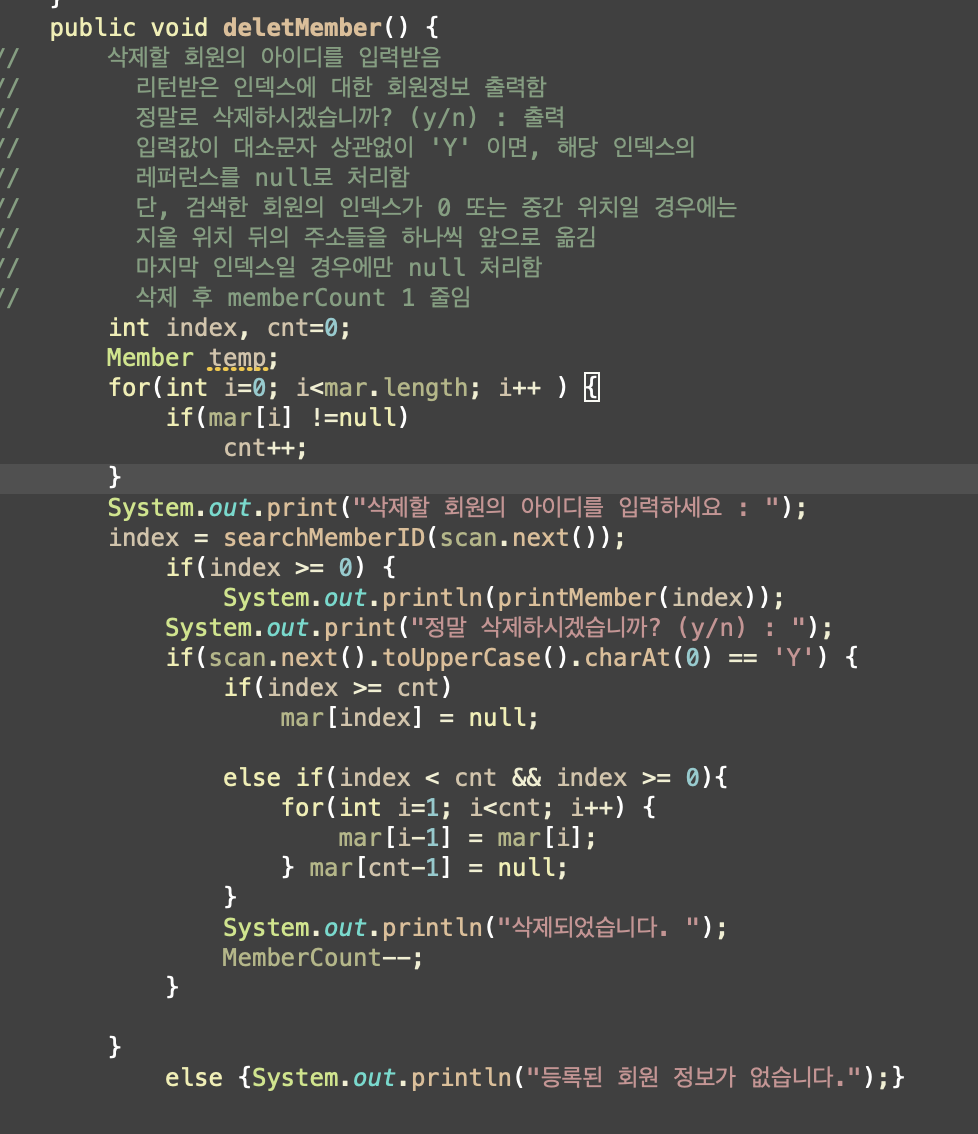 }
public void deletMember() {
// 삭제할 회원의 아이디를 입력받음
// 리턴받은 인덱스에 대한 회원정보 출력함
// 정말로 삭제하시겠습니까? (y/n) : 출력
// 입력값이 대소문자 상관없이 'Y' 이면, 해당 인덱스의
// 레퍼런스를 null로 처리함
// 단, 검색한 회원의 인덱스가 0 또는 중간 위치일 경우에는
// 지울 위치 뒤의 주소들을 하나씩 앞으로 옮김
// 마지막 인덱스일 경우에만 null 처리함
// 삭제 후 memberCount 1 줄임
int index, cnt=0;
Member temp;
for(int i=0; i<mar.length; i++ ) {
if(mar[i] !=null)
cnt++;
}
System.out.print("삭제할 회원의 아이디를 입력하세요 : ");
index = searchMemberID(scan.next());
if(index >= 0) {
System.out.println(printMember(index));
System.out.print("정말 삭제하시겠습니까? (y/n) : ");
if(scan.next().toUpperCase().charAt(0) == 'Y') {
if(index >= cnt)
mar[index] = null;
else if(index < cnt && index >= 0){
for(int i=1; i<cnt; i++) {
mar[i-1] = mar[i];
} mar[cnt-1] = null;
}
System.out.println("삭제되었습니다. ");
MemberCount--;
}
}
else {System.out.println("등록된 회원 정보가 없습니다.");}